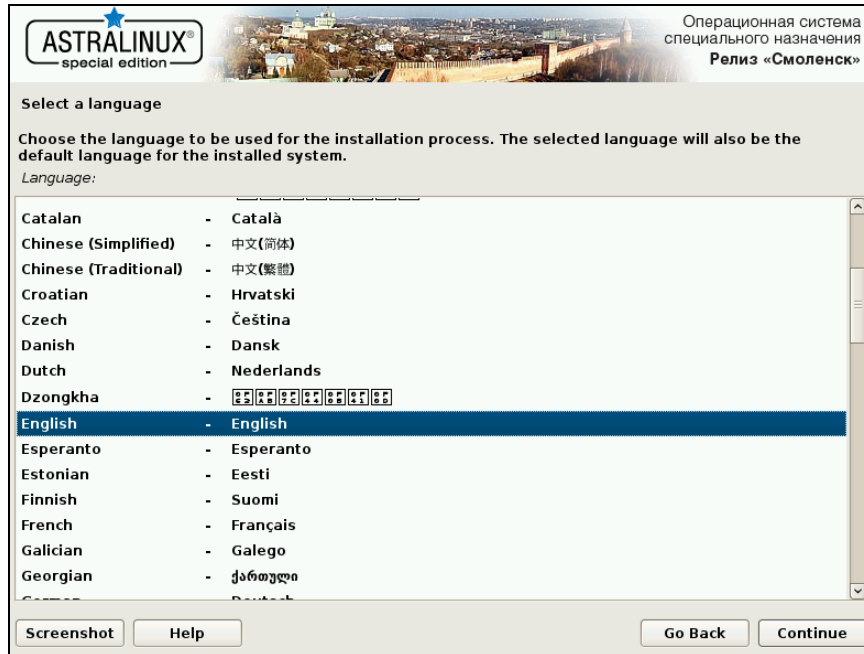 ASTRALINUX®
special edition
Операционная система
специального назначения
Релиз «Смоленск»
Select a language
Choose the language to be used for the installation process. The selected language will also be the
default language for the installed system.
Language:
Catalan - Català
Chinese (Simplified) - 中文(简体)
Chinese (Traditional) - 中文(繁體)
Croatian - Hrvatski
Czech - Čeština
Danish - Dansk
Dutch - Nederlands
Dzongkha -
English - English
Esperanto - Esperanto
Estonian - Eesti
Finnish - Suomi
French - Français
Galician - Galego
Georgian - ქართული
German - Deutsch
Screenshot Help Go Back Continue